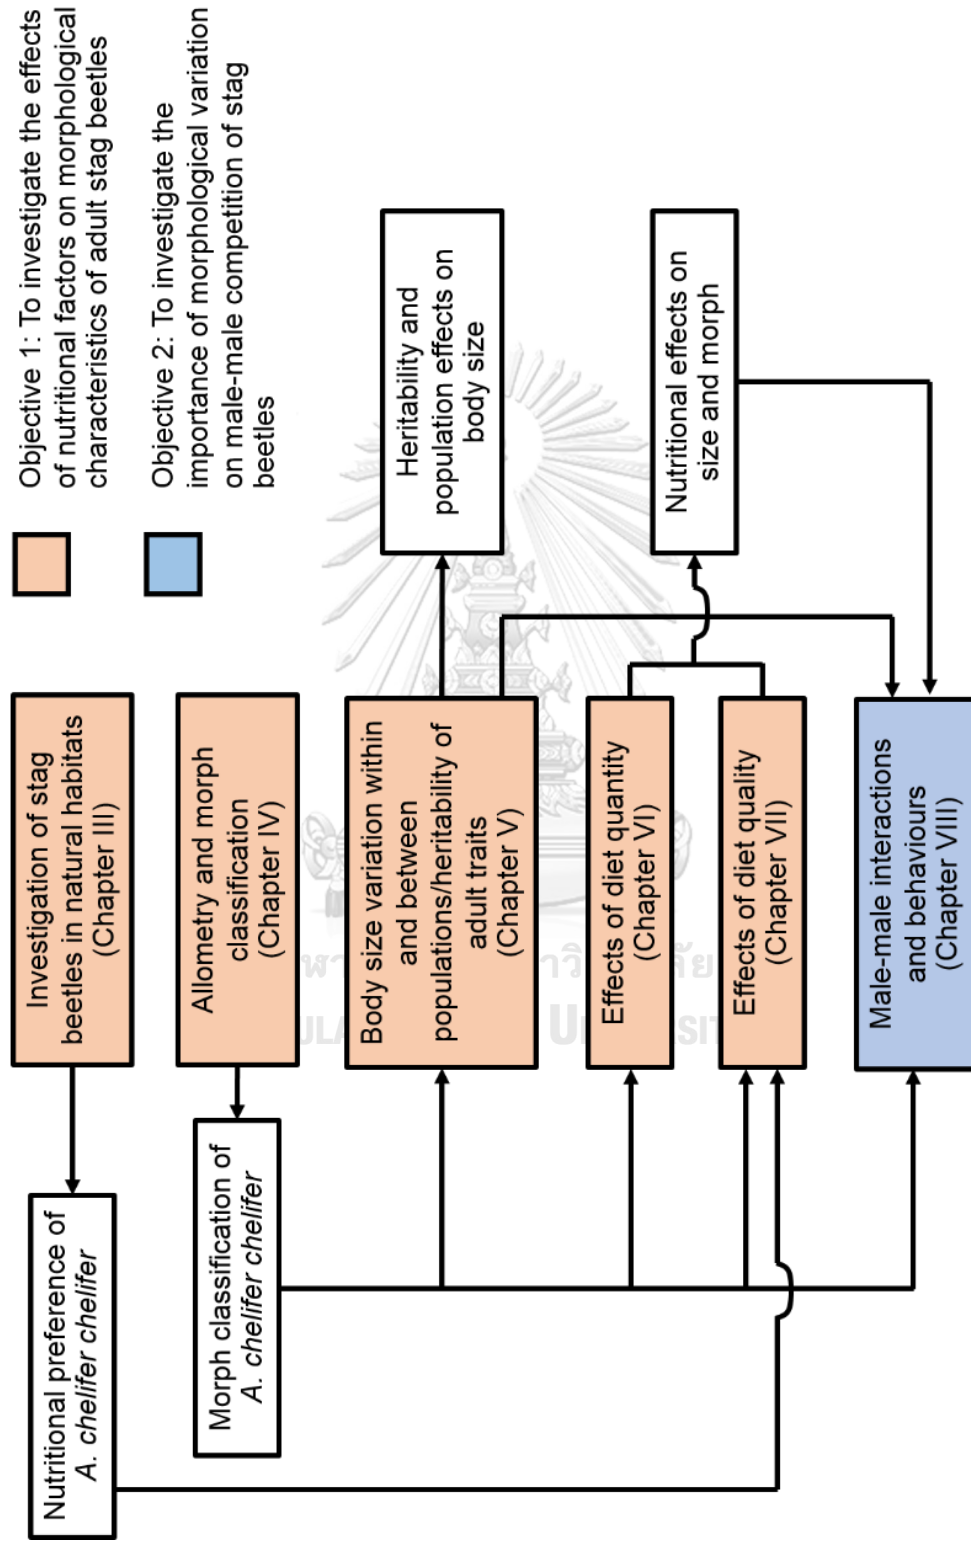 Nutritional preference of
A. chelifer chelifer
Morph classification of
A. chelifer chelifer
Investigation of stag
beetles in natural habitats
(Chapter III)
Allometry and morph
classification
(Chapter IV)
Body size variation within
and between
populations/heritability of
adult traits
(Chapter V)
Effects of diet quantity
(Chapter VI)
Effects of diet quality
(Chapter VII)
Male-male interactions
and behaviours
(Chapter VIII)
Heritability and
population effects on
body size
Nutritional effects on
size and morph
Objective 1: To investigate the effects
of nutritional factors on morphological
characteristics of adult stag beetles
Objective 2: To investigate the
importance of morphological variation
on male-male competition of stag
beetles